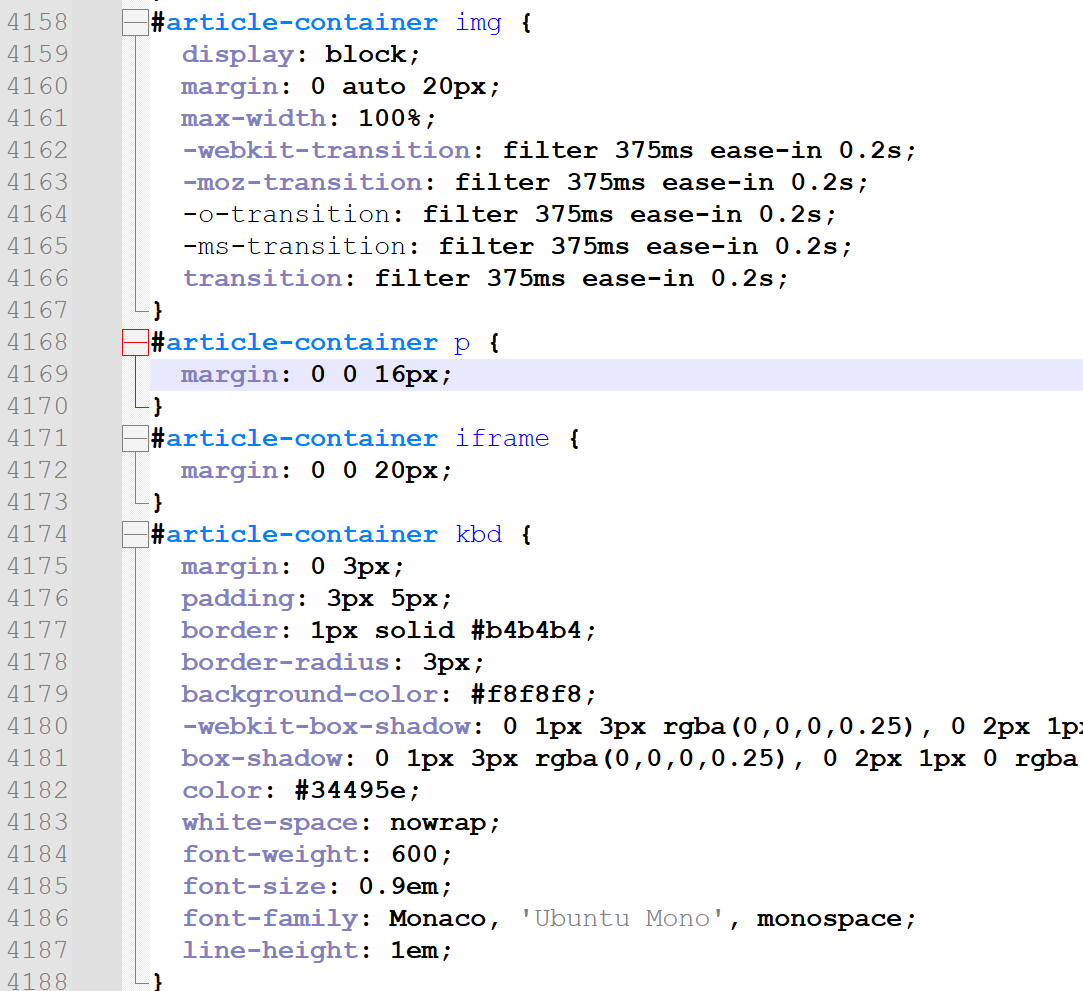 4158 #article-container img {
4159 display: block;
4160 margin: 0 auto 20px;
4161 max-width: 100%;
4162 -webkit-transition: filter 375ms ease-in 0.2s;
4163 -moz-transition: filter 375ms ease-in 0.2s;
4164 -o-transition: filter 375ms ease-in 0.2s;
4165 -ms-transition: filter 375ms ease-in 0.2s;
4166 transition: filter 375ms ease-in 0.2s;
4167 }
4168 #article-container p {
4169 margin: 0 0 16px;
4170 }
4171 #article-container iframe {
4172 margin: 0 0 20px;
4173 }
4174 #article-container kbd {
4175 margin: 0 3px;
4176 padding: 3px 5px;
4177 border: 1px solid #b4b4b4;
4178 border-radius: 3px;
4179 background-color: #f8f8f8;
4180 -webkit-box-shadow: 0 1px 3px rgba(0,0,0,0.25), 0 2px 1px
4181 box-shadow: 0 1px 3px rgba(0,0,0,0.25), 0 2px 1px 0 rgba
4182 color: #34495e;
4183 white-space: nowrap;
4184 font-weight: 600;
4185 font-size: 0.9em;
4186 font-family: Monaco, 'Ubuntu Mono', monospace;
4187 line-height: 1em;
4188 }